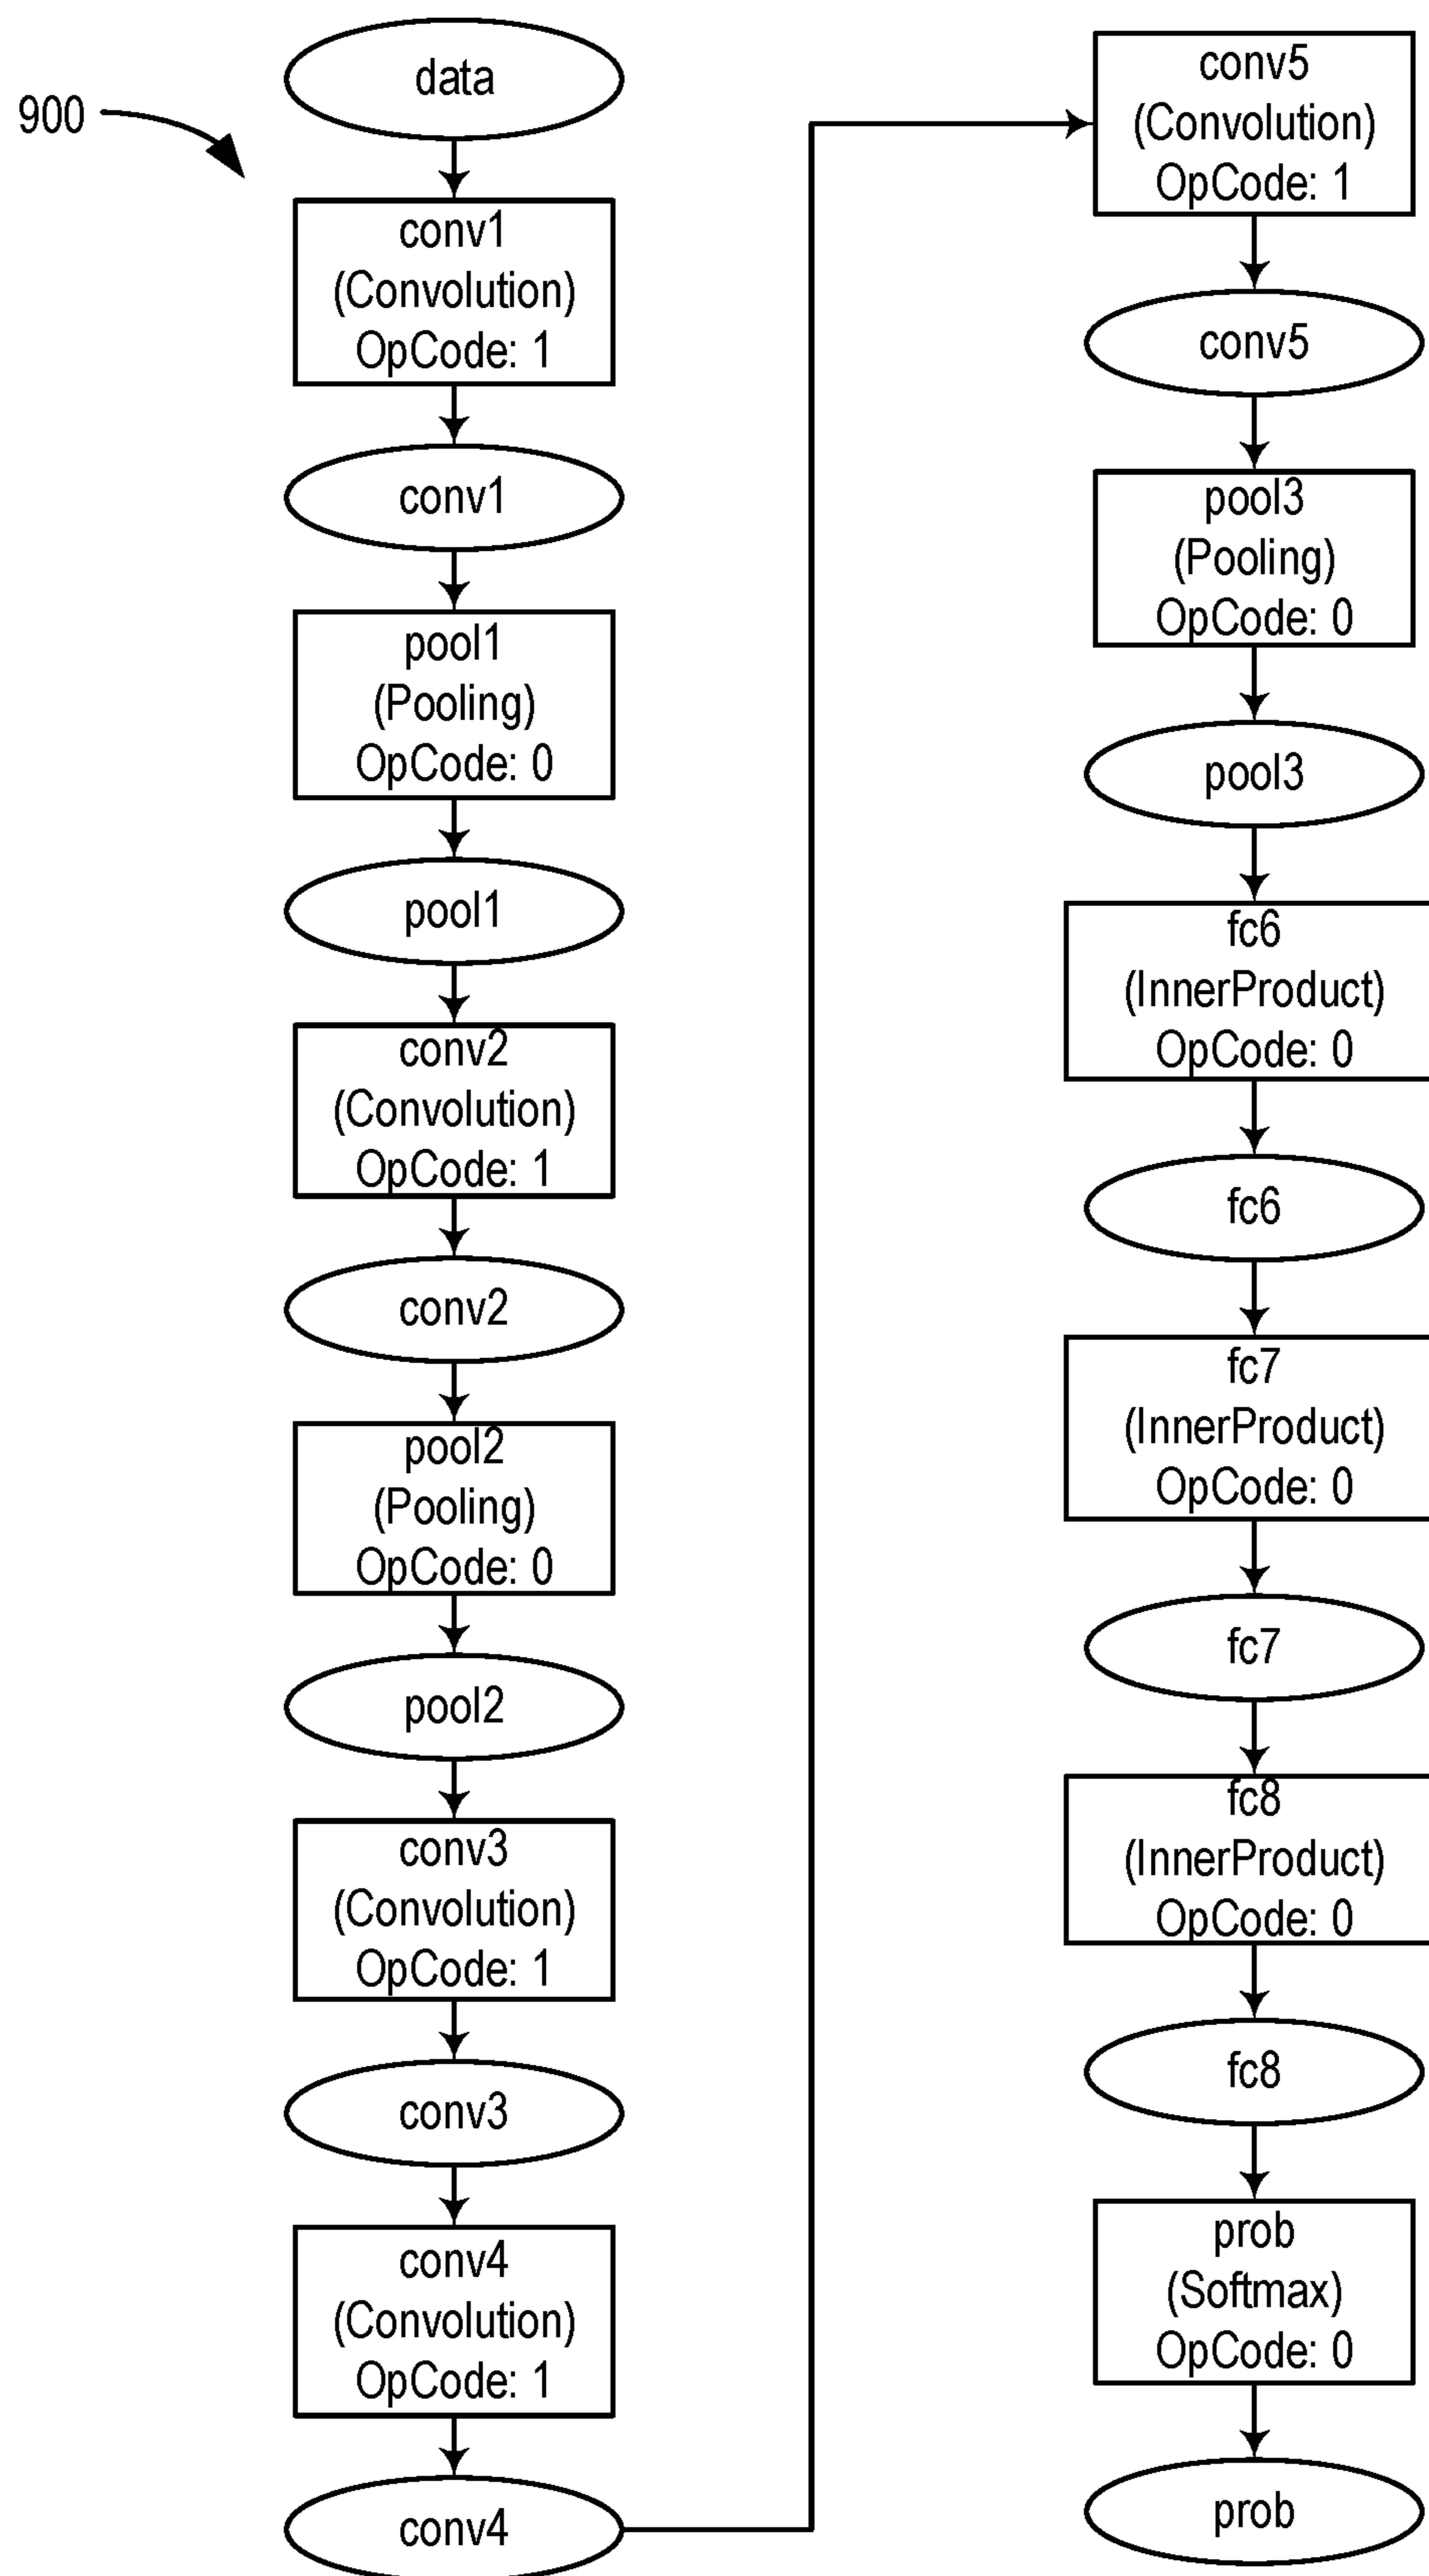 900
data
conv1
(Convolution)
OpCode: 1
conv1
pool1
(Pooling)
OpCode: 0
pool1
conv2
(Convolution)
OpCode: 1
conv2
pool2
(Pooling)
OpCode: 0
pool2
conv3
(Convolution)
OpCode: 1
conv3
conv4
(Convolution)
OpCode: 1
conv4
conv5
(Convolution)
OpCode: 1
conv5
pool3
(Pooling)
OpCode: 0
pool3
fc6
(InnerProduct)
OpCode: 0
fc6
fc7
(InnerProduct)
OpCode: 0
fc7
fc8
(InnerProduct)
OpCode: 0
fc8
prob
(Softmax)
OpCode: 0
prob